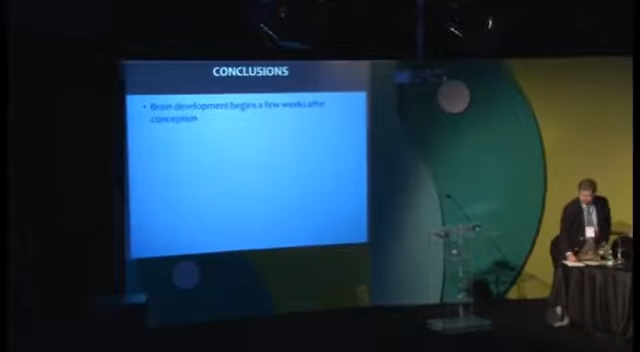 CONCLUSIONS
• Brain development begins a few weeks after
conception